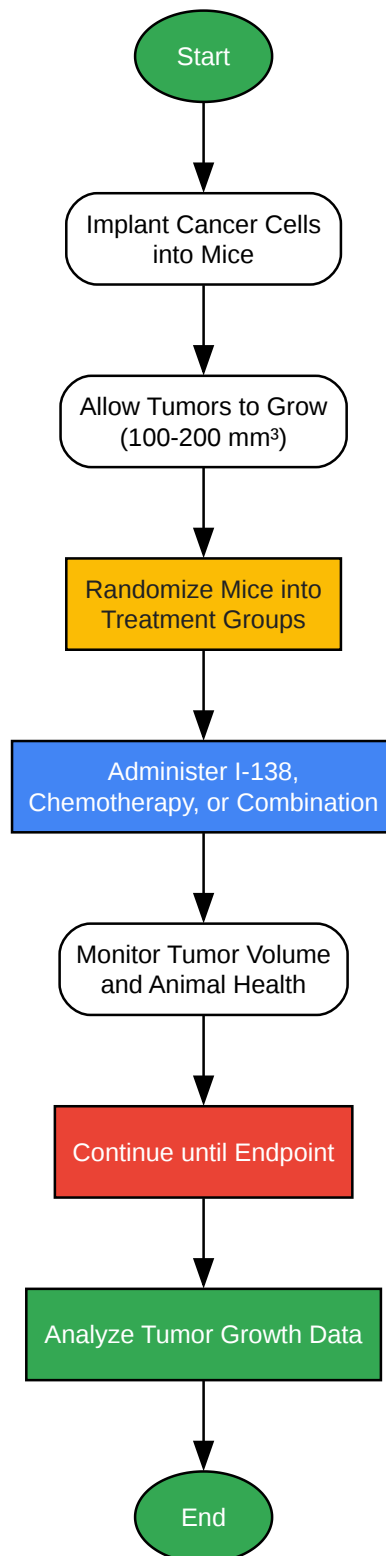 Start
Implant Cancer Cells
into Mice
Allow Tumors to Grow
(100-200 mm³)
Randomize Mice into
Treatment Groups
Administer I-138,
Chemotherapy, or Combination
Monitor Tumor Volume
and Animal Health
Continue until Endpoint
Analyze Tumor Growth Data
End